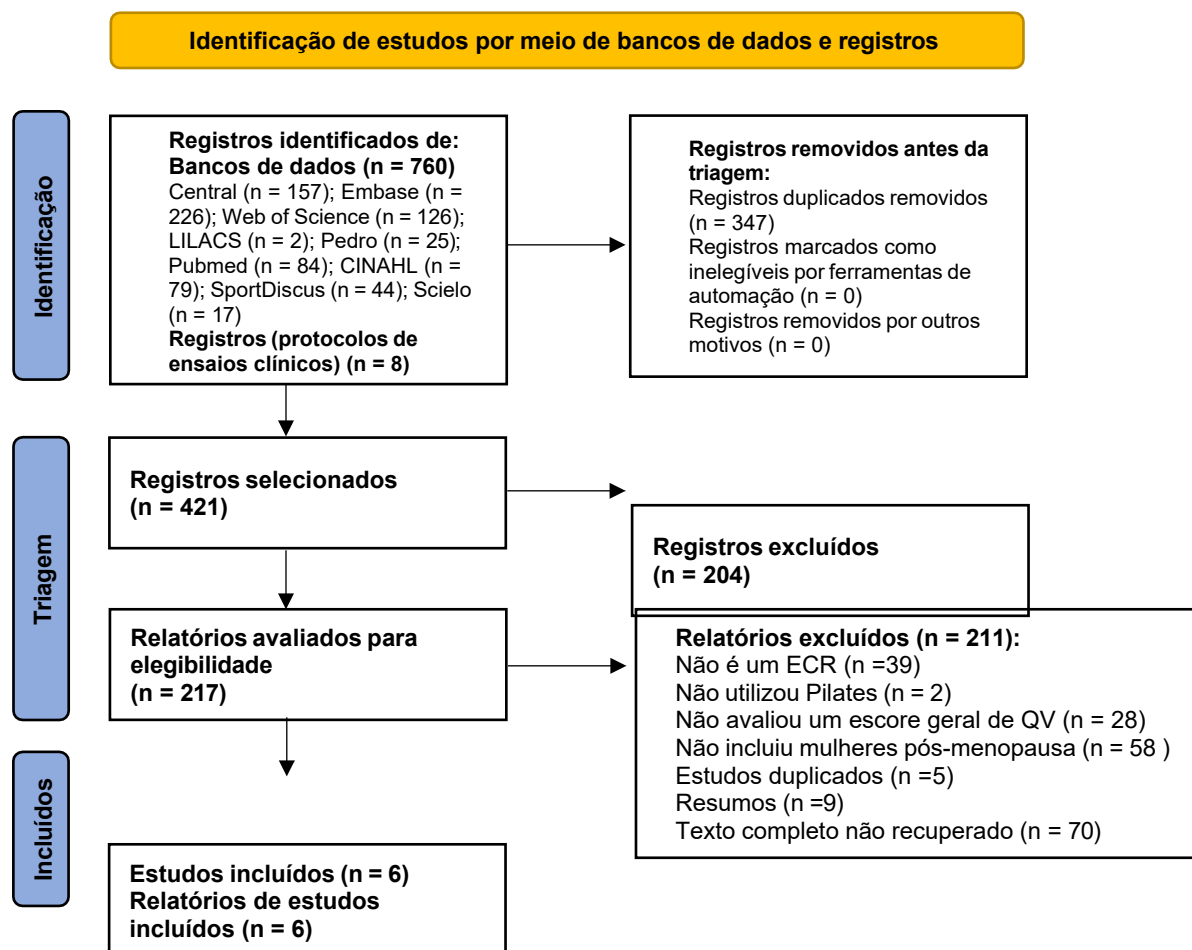 Identificação de estudos por meio de bancos de dados e registros
Identificação
Registros identificados de:
Bancos de dados (n = 760)
Central (n = 157); Embase (n =
226); Web of Science (n = 126);
LILACS (n = 2); Pedro (n = 25);
Pubmed (n = 84); CINAHL (n =
79); SportDiscus (n = 44); Scielo
(n = 17)
Registros (protocolos de
ensaios clínicos) (n = 8)
Registros removidos antes da
triagem:
Registros duplicados removidos
(n = 347)
Registros marcados como
inelegíveis por ferramentas de
automação (n = 0)
Registros removidos por outros
motivos (n = 0)
Triagem
Registros selecionados
(n = 421)
Registros excluídos
(n = 204)
Relatórios avaliados para
elegibilidade
(n = 217)
Relatórios excluídos (n = 211):
Não é um ECR (n =39)
Não utilizou Pilates (n = 2)
Não avaliou um escore geral de QV (n = 28)
Não incluiu mulheres pós-menopausa (n = 58 )
Estudos duplicados (n =5)
Resumos (n =9)
Texto completo não recuperado (n = 70)
Incluídos
Estudos incluídos (n = 6)
Relatórios de estudos
incluídos (n = 6)